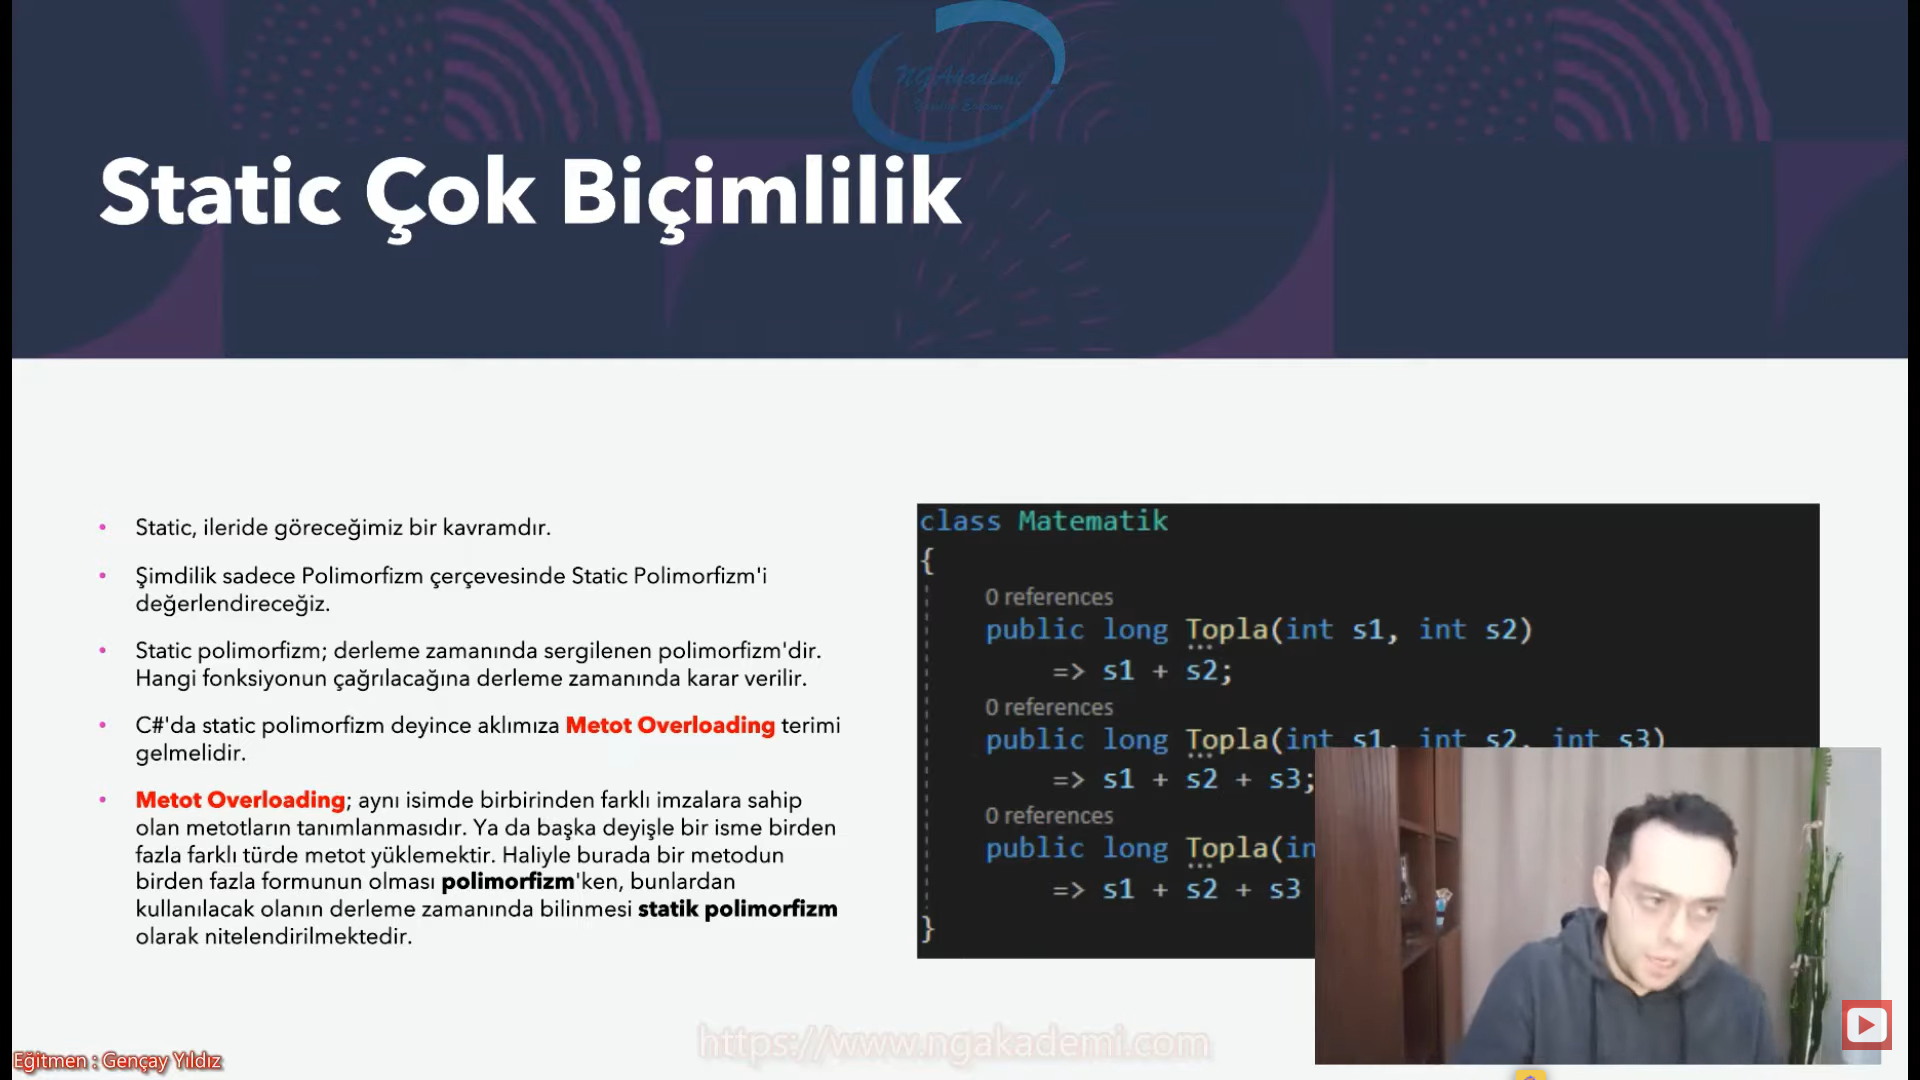 NG Akademi
Static Çok Biçimlilik
• Static, ileride göreceğimiz bir kavramdır.
• Şimdilik sadece Polimorfizm çerçevesinde Static Polimorfizm'i
değerlendireceğiz.
• Static polimorfizm; derleme zamanında sergilenen polimorfizm'dir.
Hangi fonksiyonun çağrılacağına derleme zamanında karar verilir.
• C#'da static polimorfizm deyince aklımıza Metot Overloading terimi
gelmelidir.
• Metot Overloading; aynı isimde birbirinden farklı imzalara sahip
olan metotların tanımlanmasıdır. Ya da başka deyişle bir isme birden
fazla farklı türde metot yüklemektir. Haliyle burada bir metodun
birden fazla formunun olması polimorfizm'ken, bunlardan
kullanılacak olanın derleme zamanında bilinmesi statik polimorfizm
olarak nitelendirilmektedir.
class Matematik
{
0 references
public long Topla(int s1, int s2)
=> s1 + s2;
0 references
public long Topla(int s1, int s2, int s3)
=> s1 + s2 + s3;
0 references
public long Topla(in
=> s1 + s2 + s3
}
https://www.ngakademi.com
Eğitmen : Gençay Yıldız